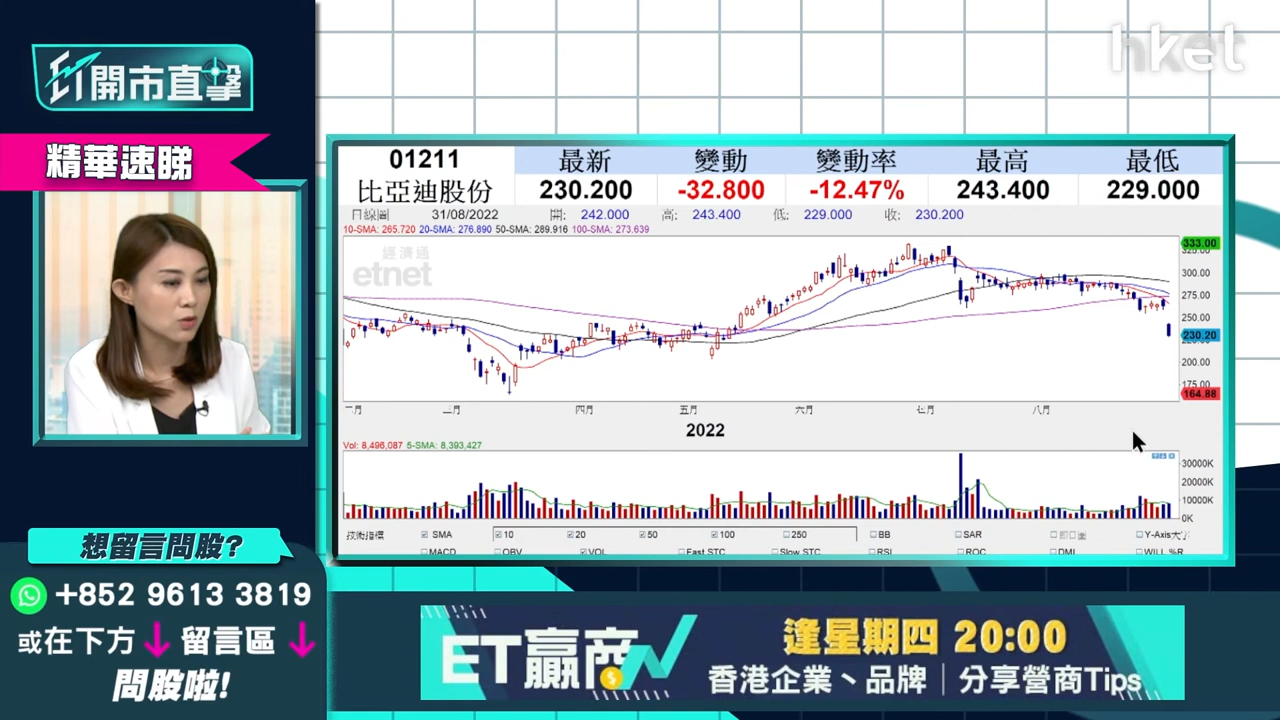 hket
ET開市直擊
精華速睇
01211 最新 變動 變動率 最高 最低
比亞迪股份 230.200 -32.800 -12.47% 243.400 229.000
日線圖 31/08/2022 開: 242.000 高: 243.400 低: 229.000 收: 230.200
10-SMA: 265.720 20-SMA: 276.890 50-SMA: 289.916 100-SMA: 273.639
經濟通
etnet
333.00
325.00
300.00
275.00
250.00
230.20
200.00
175.00
164.88
二月 三月 四月 五月 六月 七月 八月
2022
Vol: 8,496,087 5-SMA: 8,393,427
30000K
20000K
10000K
0K
技術指標 SMA 10 20 50 100 250 BB SAR Y-Axis
MACD OBV VOL Fast STC Slow STC RSI ROC DMI WILL %R
想留言問股?
+852 9613 3819
或在下方 留言區
問股啦!
ET贏商
逢星期四 20:00
香港企業、品牌|分享營商Tips